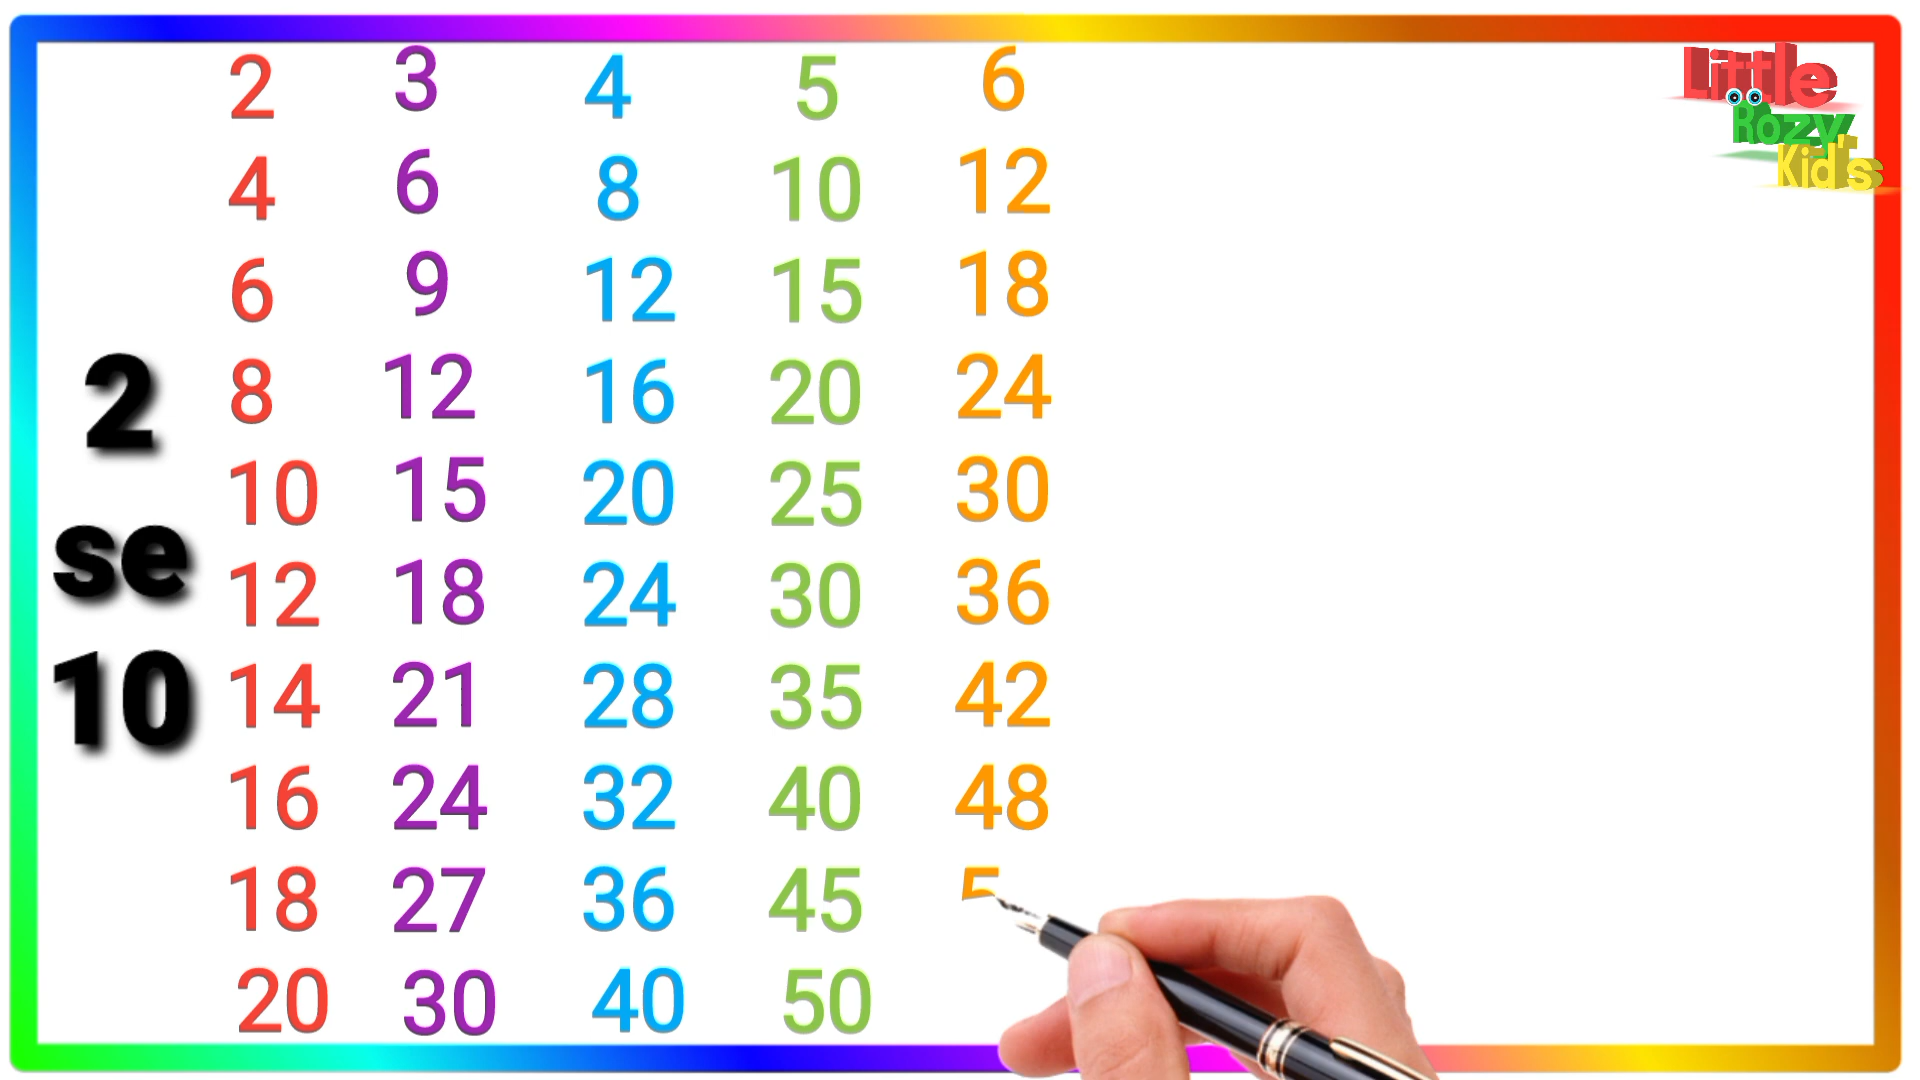 2 3 4 5 6
4 6 8 10 12
6 9 12 15 18
8 12 16 20 24
10 15 20 25 30
12 18 24 30 36
14 21 28 35 42
16 24 32 40 48
18 27 36 45 5
20 30 40 50
2
se
10
Little
Rozy
Kid's